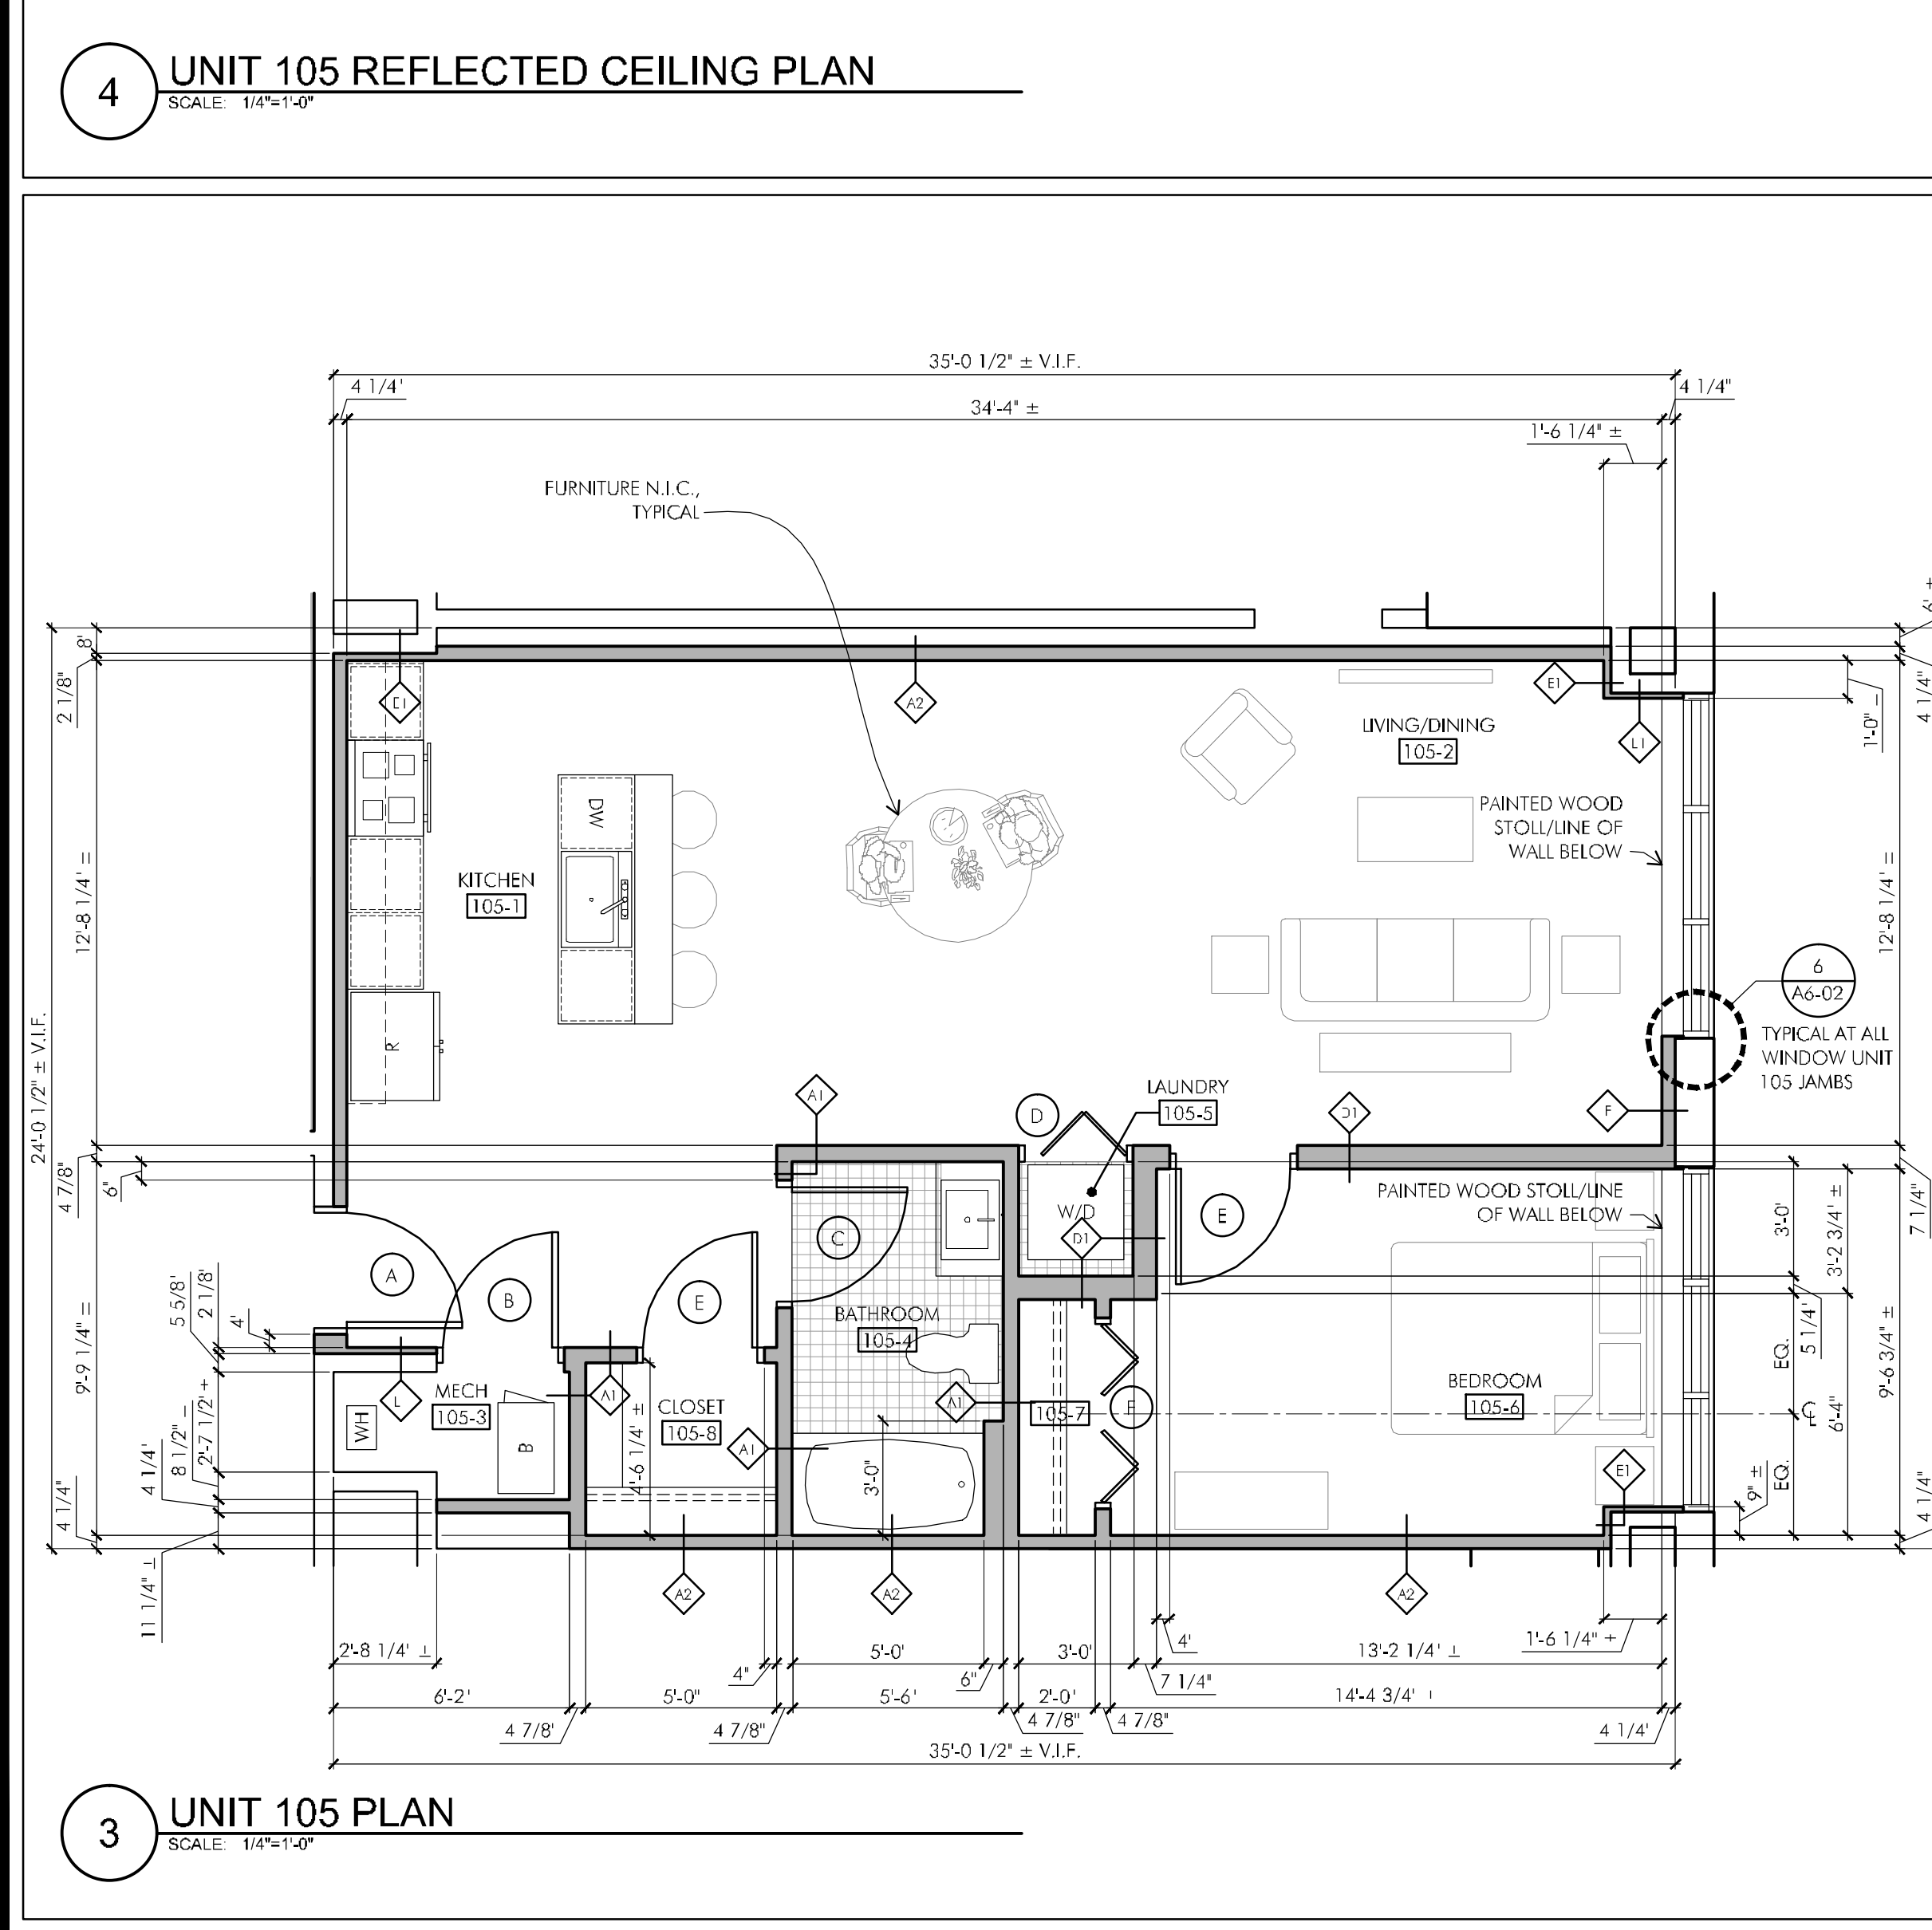 4
UNIT 105 REFLECTED CEILING PLAN
SCALE: 1/4"=1'-0"
35'-0 1/2" ± V.I.F.
4 1/4'
4 1/4"
34'-4" ±
1'-6 1/4" ±
FURNITURE N.I.C.,
TYPICAL
8'
2 1/8"
A2
E1
L1
1'-0"
4 1/4"
LIVING/DINING
105-2
PAINTED WOOD
STOLL/LINE OF
WALL BELOW
DW
KITCHEN
105-1
R
12'-8 1/4' =
12'-8 1/4' =
24'-0 1/2" ± V.I.F.
6
A6-02
TYPICAL AT ALL
WINDOW UNIT
105 JAMBS
A1
D
LAUNDRY
105-5
F
4 7/8"
6"
W/D
D1
E
PAINTED WOOD STOLL/LINE
OF WALL BELOW
3'-0'
3'-2 3/4' ±
7 1/4"
A
B
E
C
5 5/8'
2 1/8'
4'
9'-9 1/4" =
BATHROOM
105-4
EQ.
5 1/4'
9'-6 3/4" ±
L
MECH
105-3
A1
CLOSET
105-8
A1
105-7
F
BEDROOM
105-6
6'-4"
WH
B
4'-6 1/4' ±
A1
3'-0"
E1
9" ±
EQ.
4 1/4"
4 1/4"
4 1/4'
8 1/2"
2'-7 1/2' +
11 1/4"
A2
A2
A2
2'-8 1/4'
4"
5'-0'
6"
3'-0'
7 1/4"
4'
13'-2 1/4'
1'-6 1/4" +
6'-2'
4 7/8'
5'-0"
4 7/8"
5'-6'
4 7/8"
2'-0'
4 7/8"
14'-4 3/4'
4 1/4'
35'-0 1/2" ± V.I.F.
3
UNIT 105 PLAN
SCALE: 1/4"=1'-0"